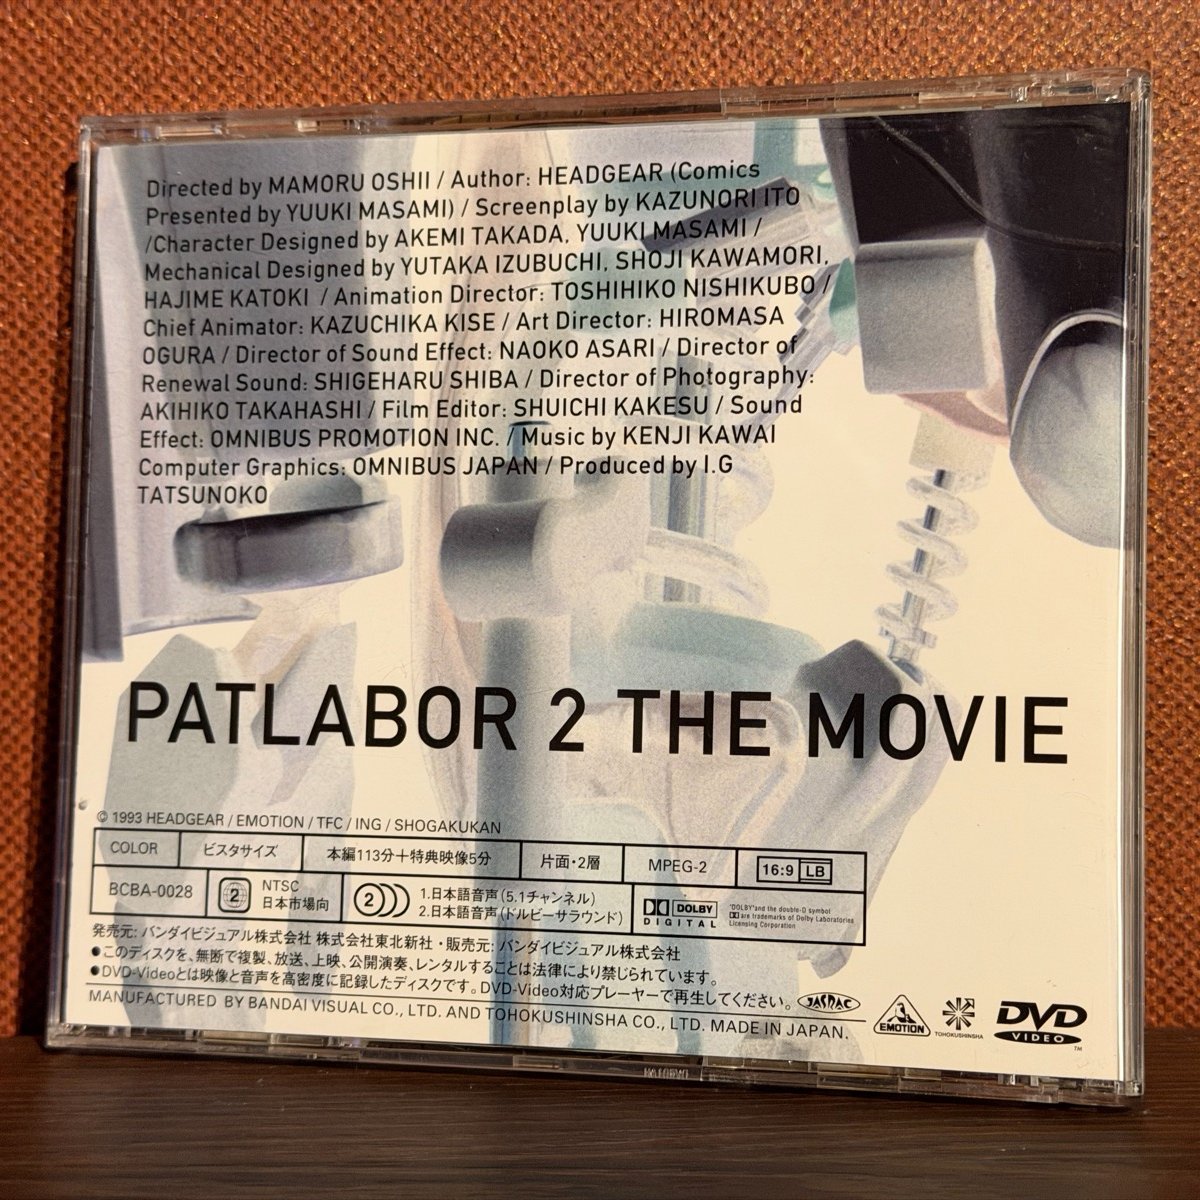 Directed by MAMORU OSHII / Author: HEADGEAR (Comics
Presented by YUUKI MASAMI) / Screenplay by KAZUNORI ITO
/Character Designed by AKEMI TAKADA, YUUKI MASAMI /
Mechanical Designed by YUTAKA IZUBUCHI, SHOJI KAWAMORI,
HAJIME KATOKI / Animation Director: TOSHIHIKO NISHIKUBO /
Chief Animator: KAZUCHIKA KISE / Art Director: HIROMASA
OGURA / Director of Sound Effect: NAOKO ASARI / Director of
Renewal Sound: SHIGEHARU SHIBA / Director of Photography:
AKIHIKO TAKAHASHI / Film Editor: SHUICHI KAKESU / Sound
Effect: OMNIBUS PROMOTION INC. / Music by KENJI KAWAI
Computer Graphics: OMNIBUS JAPAN / Produced by I.G
TATSUNOKO
PATLABOR 2 THE MOVIE
© 1993 HEADGEAR / EMOTION / TFC / ING / SHOGAKUKAN
COLOR ビスタサイズ 本編113分+特典映像5分 片面・2層 MPEG-2 16:9 LB
BCBA-0028 2 NTSC 日本市場向 2 1.日本語音声(5.1チャンネル) 2.日本語音声(ドルビーサラウンド) DOLBY DIGITAL
"DOLBY"and the double-D symbol
are trademarks of Dolby Laboratories
Licensing Corporation
発売元: バンダイビジュアル株式会社 株式会社東北新社・販売元: バンダイビジュアル株式会社
●このディスクを、無断で複製、放送、上映、公開演奏、レンタルすることは法律により禁じられています。
●DVD-Videoとは映像と音声を高密度に記録したディスクです。DVD-Video対応プレーヤーで再生してください。
MANUFACTURED BY BANDAI VISUAL CO., LTD. AND TOHOKUSHINSHA CO., LTD. MADE IN JAPAN.
JASRAC
EMOTION
TOHOKUSHINSHA
DVD
VIDEO
TM